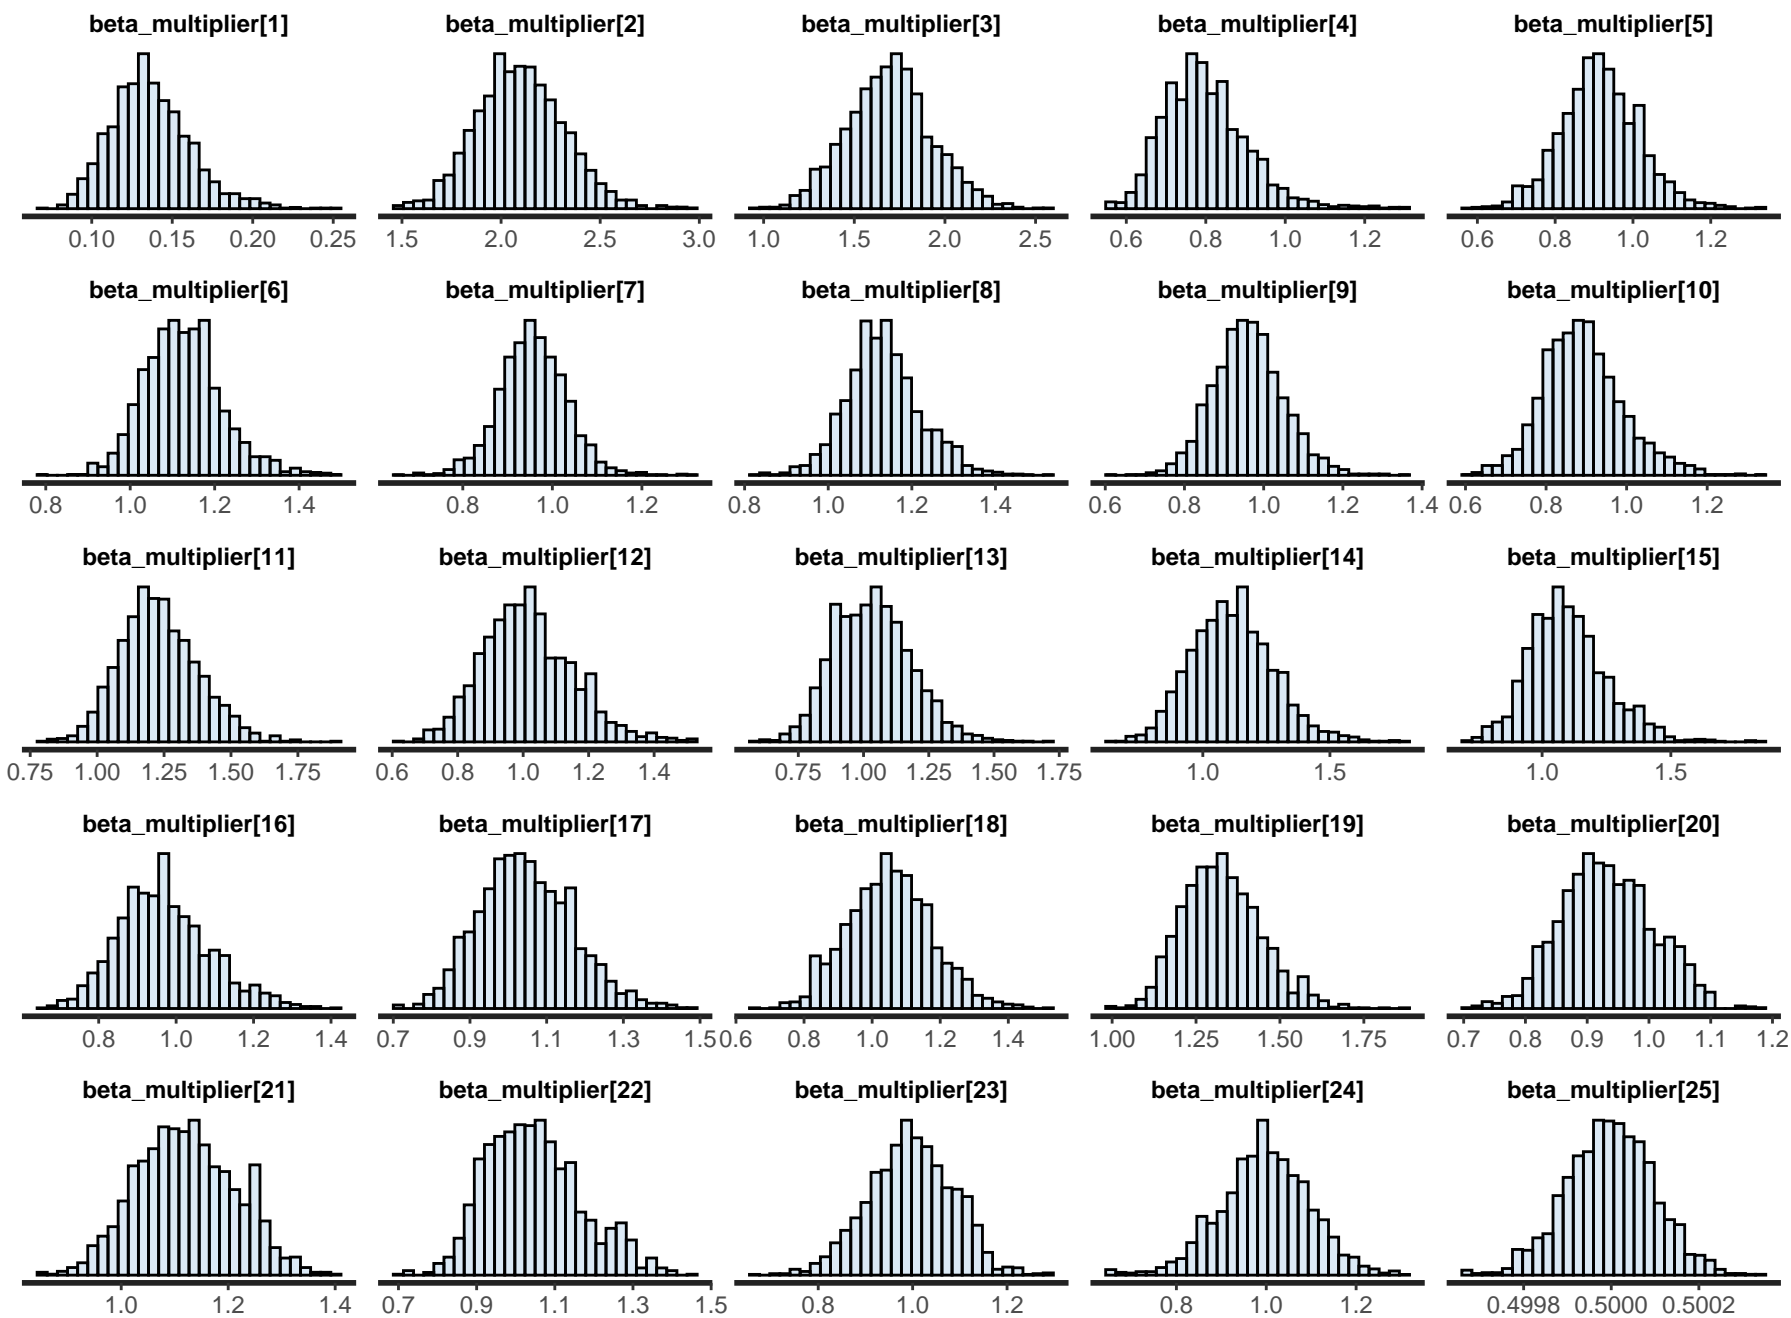 beta_multiplier[1] beta_multiplier[2] beta_multiplier[3] beta_multiplier[4] beta_multiplier[5]
0.10 0.15 0.20 0.25 1.5 2.0 2.5 3.0 1.0 1.5 2.0 2.5 0.6 0.8 1.0 1.2 0.6 0.8 1.0 1.2
beta_multiplier[6] beta_multiplier[7] beta_multiplier[8] beta_multiplier[9] beta_multiplier[10]
0.8 1.0 1.2 1.4 0.8 1.0 1.2 0.8 1.0 1.2 1.4 0.6 0.8 1.0 1.2 1.4 0.6 0.8 1.0 1.2
beta_multiplier[11] beta_multiplier[12] beta_multiplier[13] beta_multiplier[14] beta_multiplier[15]
0.75 1.00 1.25 1.50 1.75 0.6 0.8 1.0 1.2 1.4 0.75 1.00 1.25 1.50 1.75 1.0 1.5 1.0 1.5
beta_multiplier[16] beta_multiplier[17] beta_multiplier[18] beta_multiplier[19] beta_multiplier[20]
0.8 1.0 1.2 1.4 0.7 0.9 1.1 1.3 1.5 0.6 0.8 1.0 1.2 1.4 1.00 1.25 1.50 1.75 0.7 0.8 0.9 1.0 1.1 1.2
beta_multiplier[21] beta_multiplier[22] beta_multiplier[23] beta_multiplier[24] beta_multiplier[25]
1.0 1.2 1.4 0.7 0.9 1.1 1.3 1.5 0.8 1.0 1.2 0.8 1.0 1.2 0.4998 0.5000 0.5002